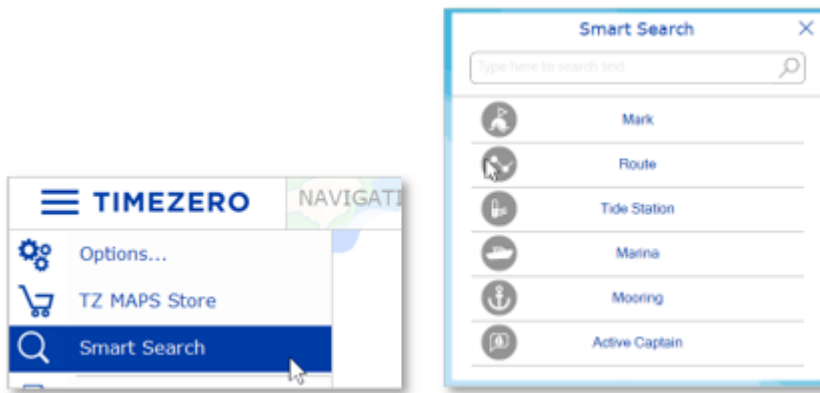 TIMEZERO
NAVIGATI
Options...
TZ MAPS Store
Smart Search
Smart Search
Type here to search text
Mark
Route
Tide Station
Marina
Mooring
Active Captain